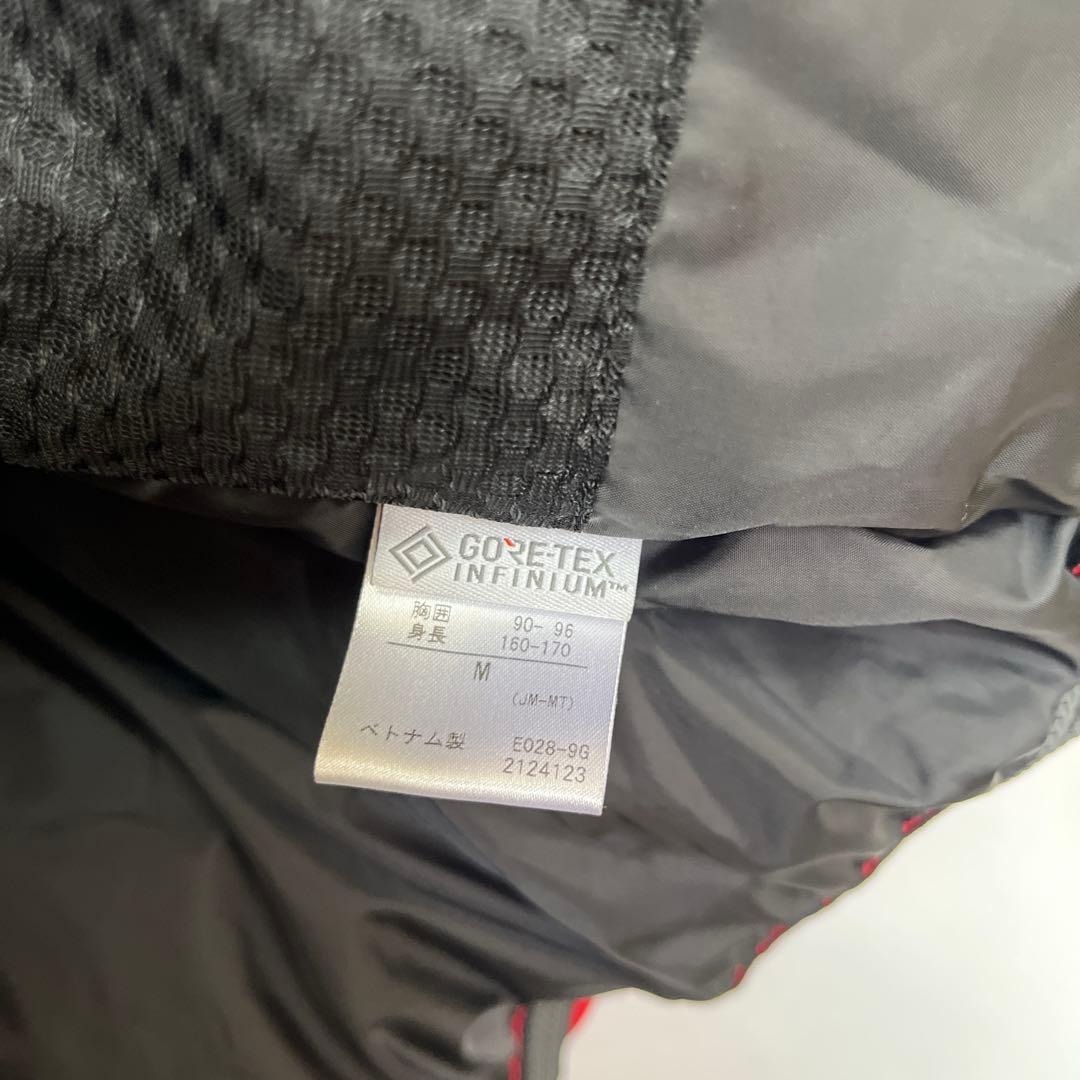 GORE-TEX
INFINIUM™
胸囲 90- 96
身長 160-170
M
(JM-MT)
ベトナム製 E028-9G
2124123